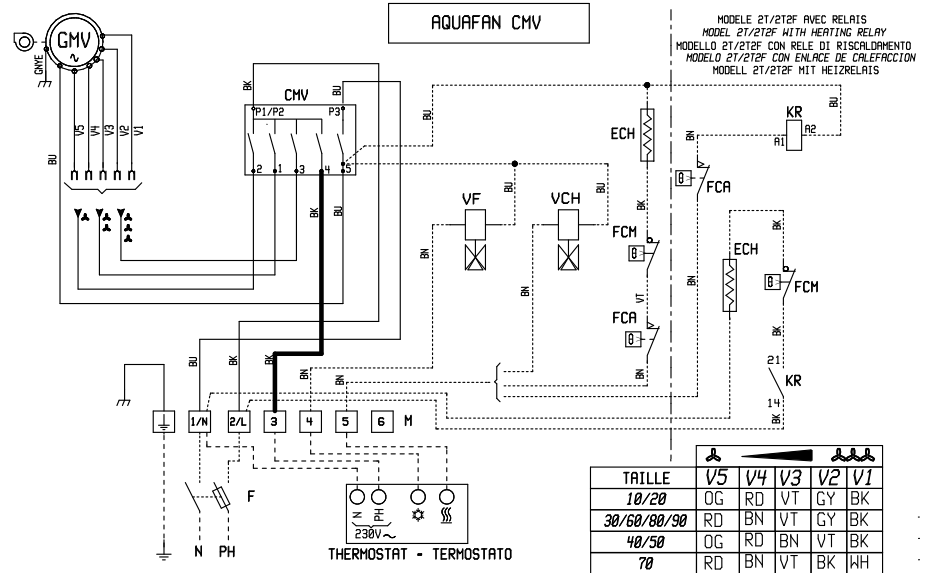 AQUAFAN CMV
MODELE 2T/2T2F AVEC RELAIS
MODEL 2T/2T2F WITH HEATING RELAY
MODELLO 2T/2T2F CON RELE DI RISCALDAMENTO
MODELO 2T/2T2F CON ENLACE DE CALEFACCION
MODELL 2T/2T2F MIT HEIZRELAIS
GMV
GNYE
BU
V5
V4
V3
V2
V1
CMV
BK
BU
P1/P2
P3
2 1 3 4 5
BK
BU
BU
VF
VCH
BU
BU
BN
BN
ECH
BK
FCM
VT
FCA
BN
KR
A1
A2
BU
BN
FCA
BN
ECH
BK
FCM
BK
21
KR
14
BK
BU
BK
BK
BN
BN
1/N 2/L 3 4 5 6 M
F
N PH
N PH
230V~
THERMOSTAT - TERMOSTATO
TAILLE V5 V4 V3 V2 V1
10/20 OG RD VT GY BK
30/60/80/90 RD BN VT GY BK
40/50 OG RD BN VT BK
70 RD BN VT BK WH